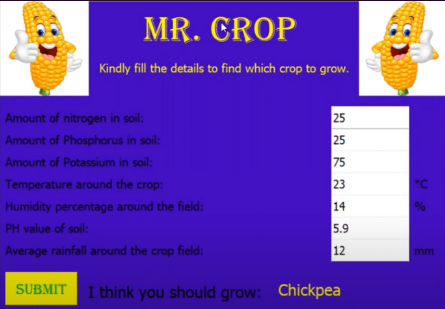 MR. CROP
Kindly fill the details to find which crop to grow.
Amount of nitrogen in soil: 25
Amount of Phosphorus in soil: 25
Amount of Potassium in soil: 75
Temperature around the crop: 23 °C
Humidity percentage around the field: 14 %
PH value of soil: 5.9
Average rainfall around the crop field: 12 mm
SUBMIT I think you should grow: Chickpea